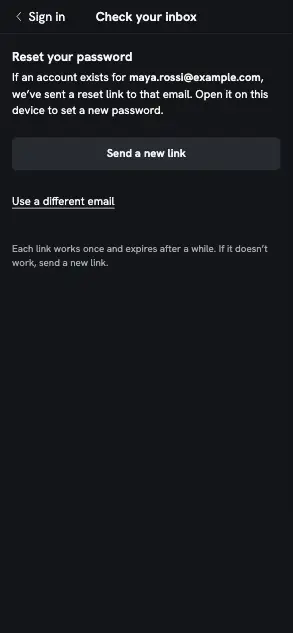 Sign in
Check your inbox
Reset your password
If an account exists for maya.rossi@example.com,
we’ve sent a reset link to that email. Open it on this
device to set a new password.
Send a new link
Use a different email
Each link works once and expires after a while. If it doesn’t
work, send a new link.